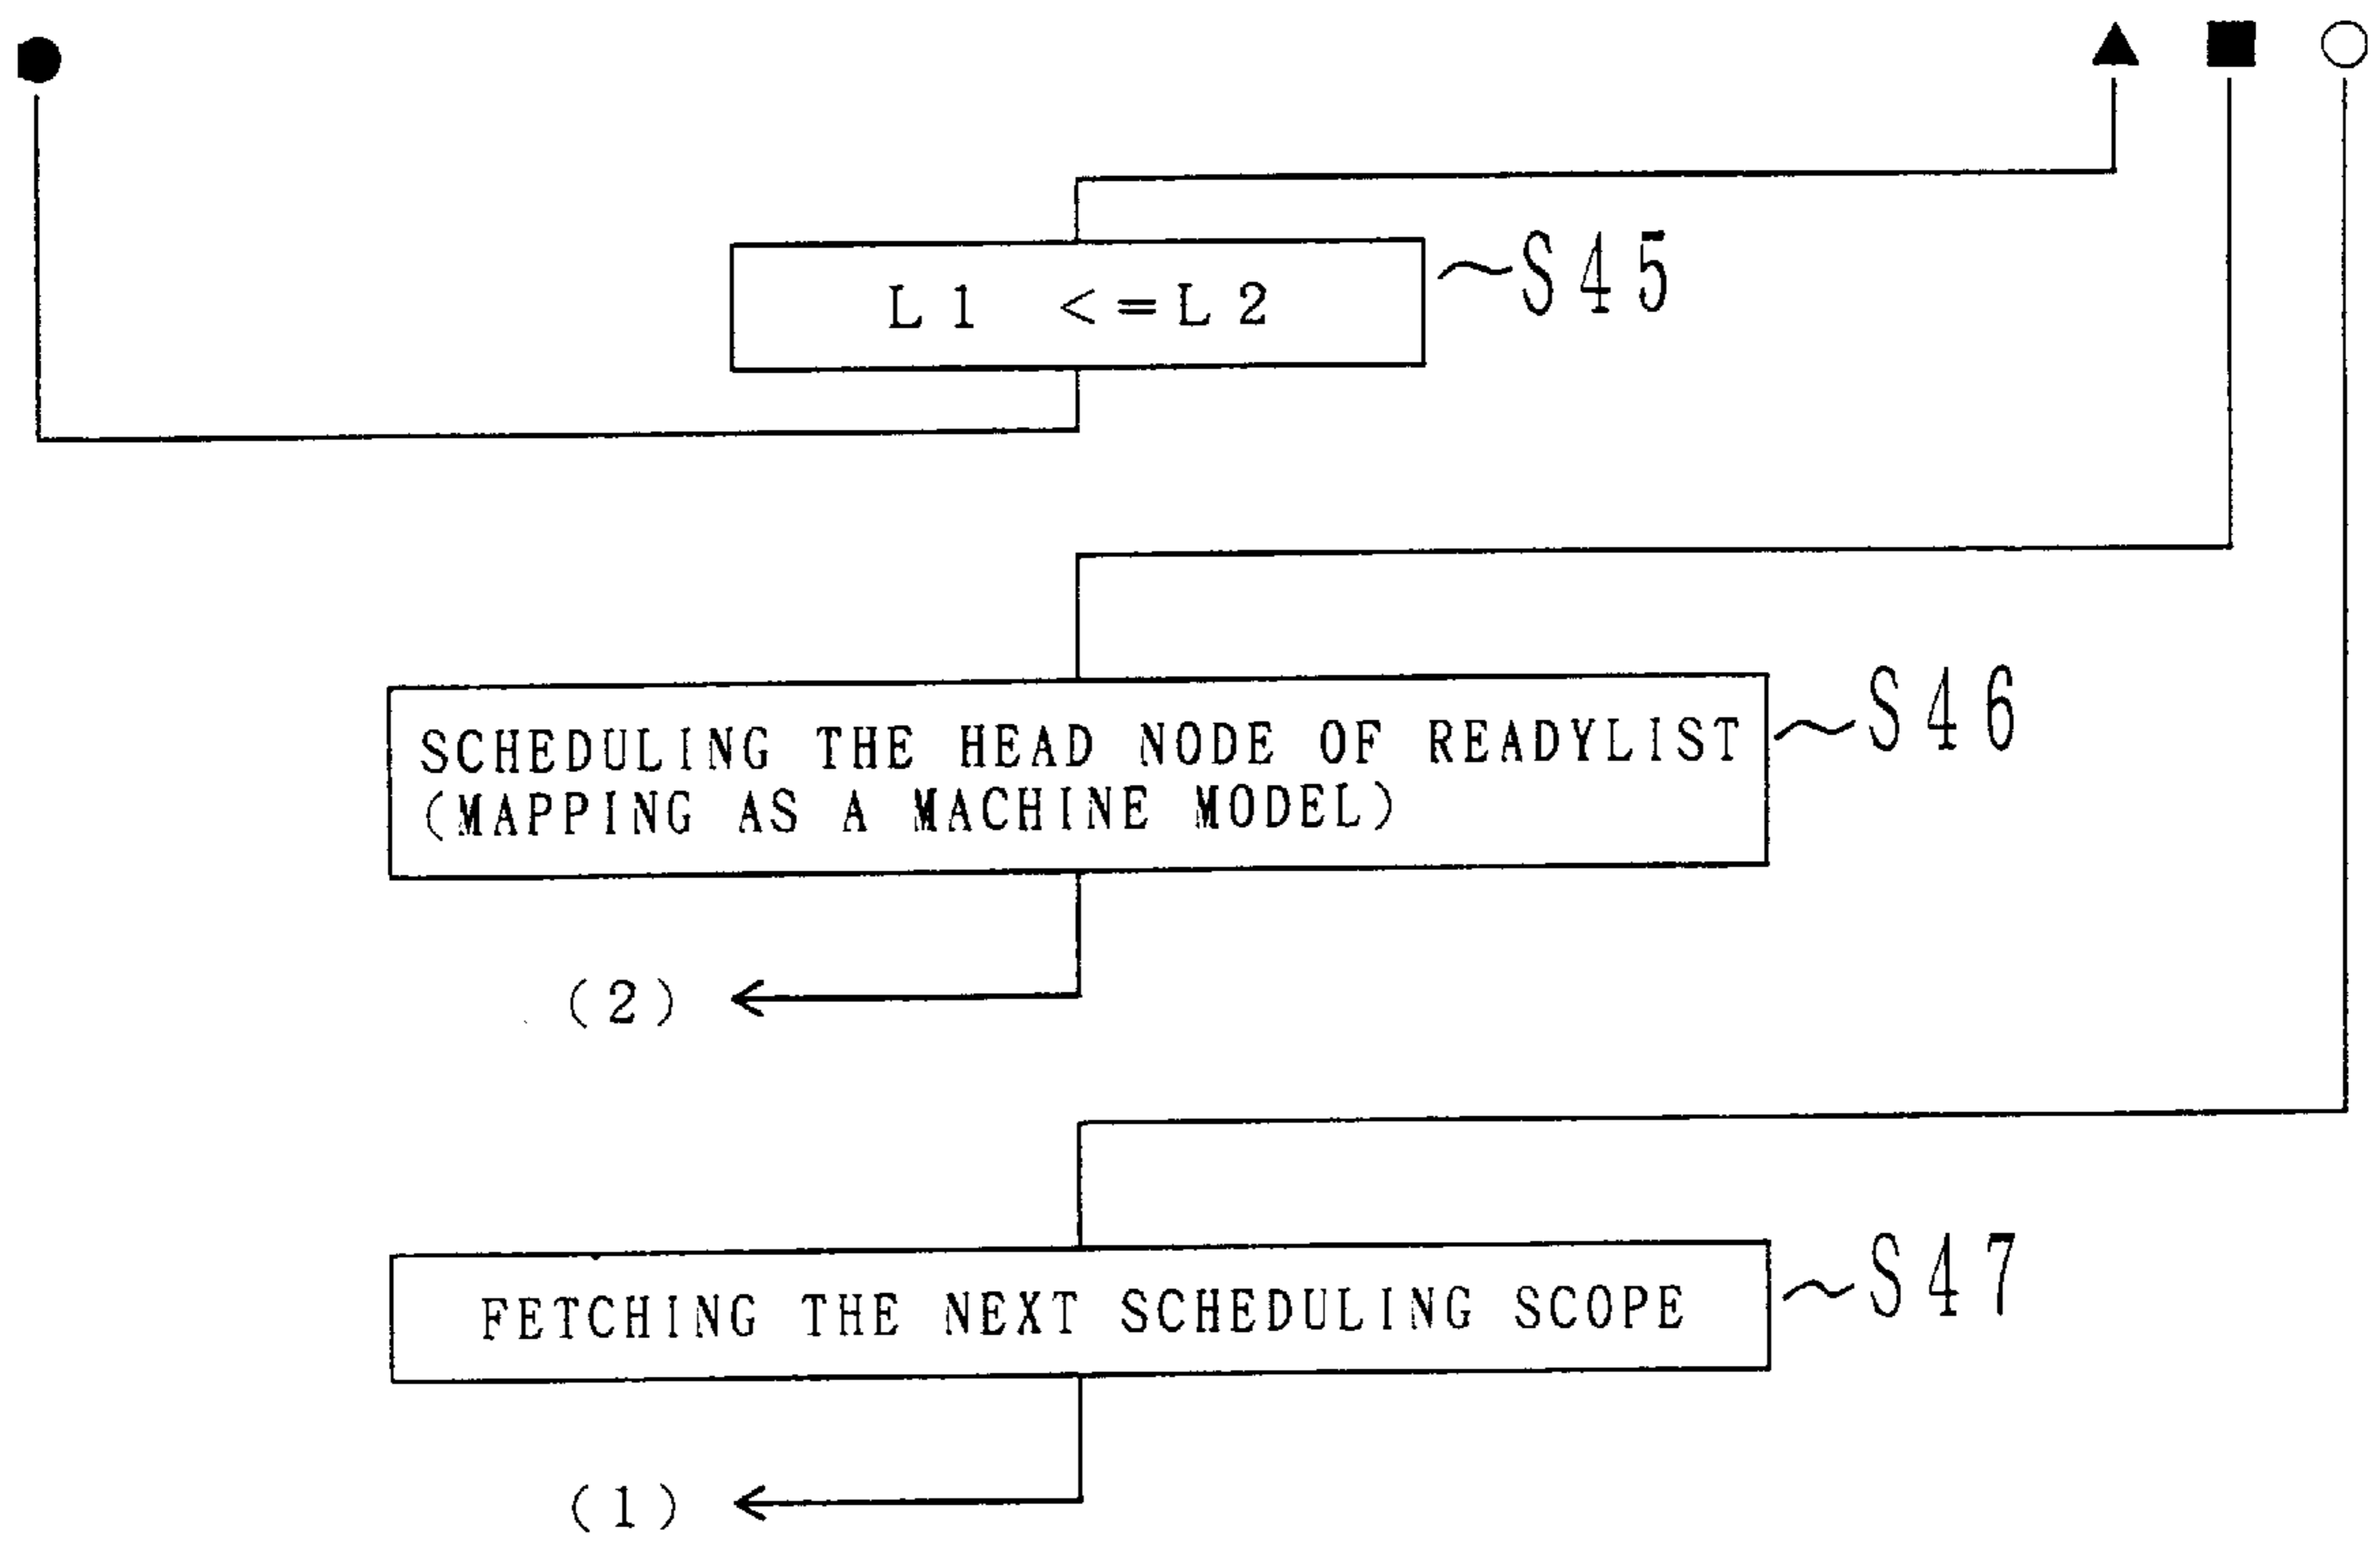 L1 <=L2
~S45
SCHEDULING THE HEAD NODE OF READYLIST
(MAPPING AS A MACHINE MODEL)
~S46
(2)
FETCHING THE NEXT SCHEDULING SCOPE
~S47
(1)